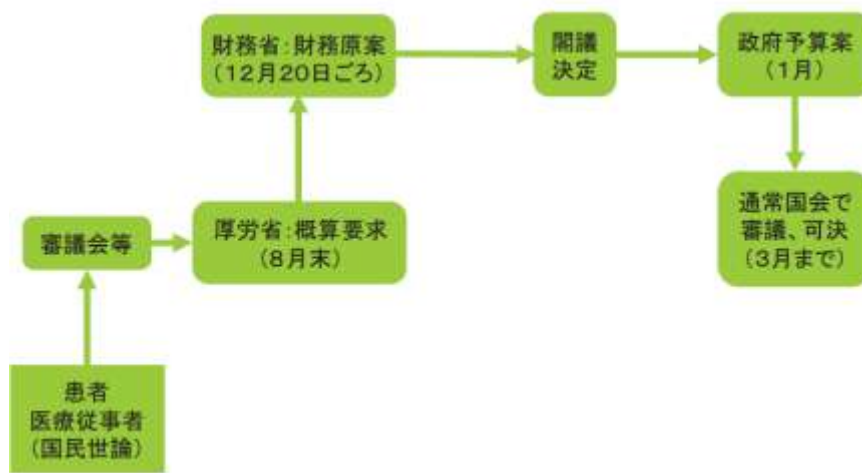 財務省：財務原案
（12月20日ごろ）
閣議
決定
政府予算案
（1月）
通常国会で
審議、可決
（3月まで）
厚労省：概算要求
（8月末）
審議会等
患者
医療従事者
（国民世論）